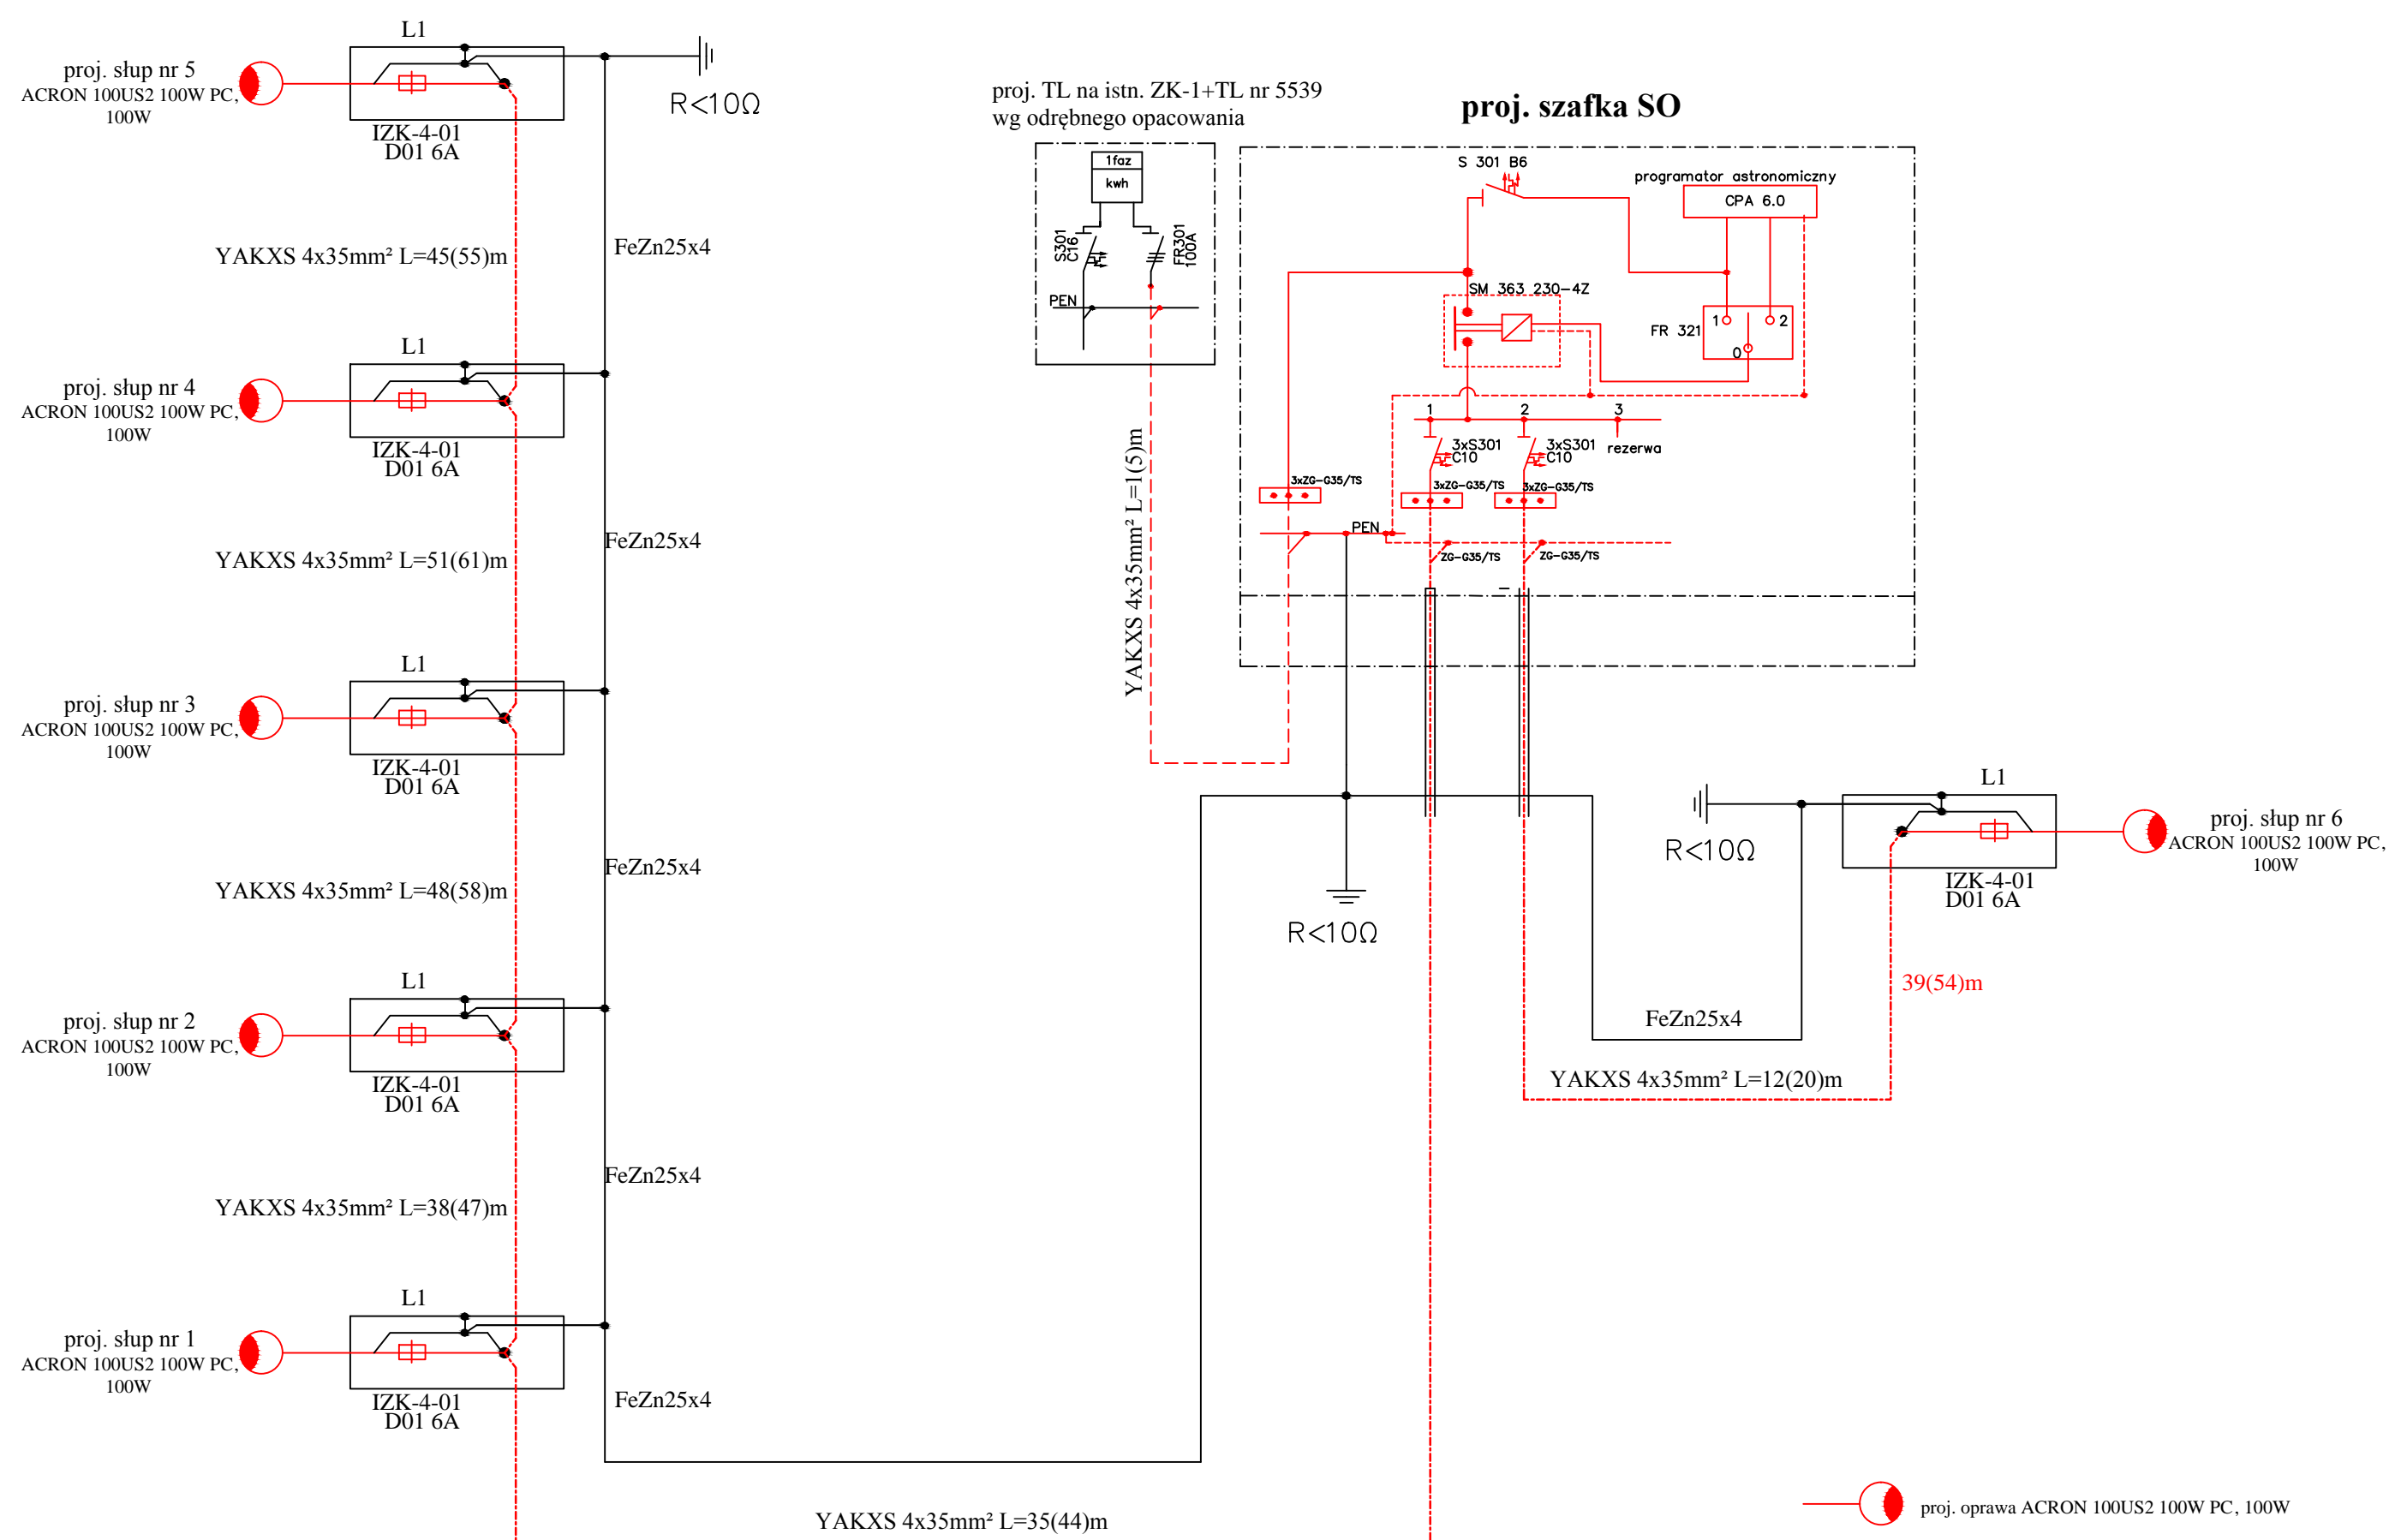 L1
proj. słup nr 5
ACRON 100US2 100W PC,
100W
IZK-4-01
D01 6A
R<10Ω
YAKXS 4x35mm² L=45(55)m
FeZn25x4
L1
proj. słup nr 4
ACRON 100US2 100W PC,
100W
IZK-4-01
D01 6A
YAKXS 4x35mm² L=51(61)m
FeZn25x4
L1
proj. słup nr 3
ACRON 100US2 100W PC,
100W
IZK-4-01
D01 6A
YAKXS 4x35mm² L=48(58)m
FeZn25x4
L1
proj. słup nr 2
ACRON 100US2 100W PC,
100W
IZK-4-01
D01 6A
YAKXS 4x35mm² L=38(47)m
FeZn25x4
L1
proj. słup nr 1
ACRON 100US2 100W PC,
100W
IZK-4-01
D01 6A
FeZn25x4
YAKXS 4x35mm² L=35(44)m
proj. TL na istn. ZK-1+TL nr 5539
wg odrębnego opacowania
1faz
kwh
S301
C16
FR301
100A
PEN
YAKXS 4x35mm² L=1(5)m
proj. szafka SO
S 301 B6
programator astronomiczny
CPA 6.0
SM 363 230-4Z
FR 321
1
2
0
1
2
3
3xS301
C10
3xS301
C10
rezerwa
3xZG-G35/TS
3xZG-G35/TS
3xZG-G35/TS
PEN
ZG-G35/TS
ZG-G35/TS
R<10Ω
R<10Ω
L1
proj. słup nr 6
ACRON 100US2 100W PC,
100W
IZK-4-01
D01 6A
39(54)m
FeZn25x4
YAKXS 4x35mm² L=12(20)m
proj. oprawa ACRON 100US2 100W PC, 100W